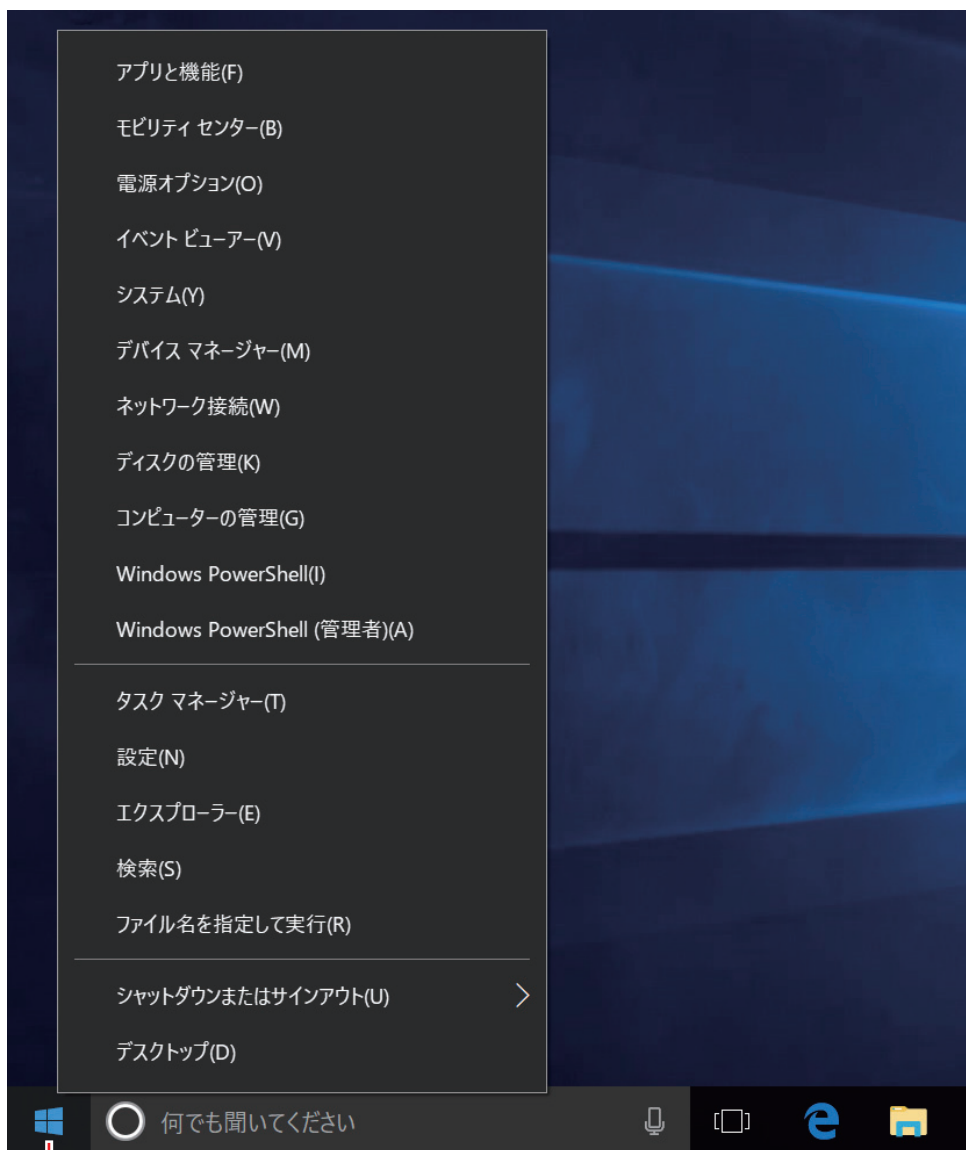 アプリと機能(F)
モビリティ センター(B)
電源オプション(O)
イベント ビューアー(V)
システム(Y)
デバイス マネージャー(M)
ネットワーク接続(W)
ディスクの管理(K)
コンピューターの管理(G)
Windows PowerShell(I)
Windows PowerShell (管理者)(A)
タスク マネージャー(T)
設定(N)
エクスプローラー(E)
検索(S)
ファイル名を指定して実行(R)
シャットダウンまたはサインアウト(U)
デスクトップ(D)
何でも聞いてください